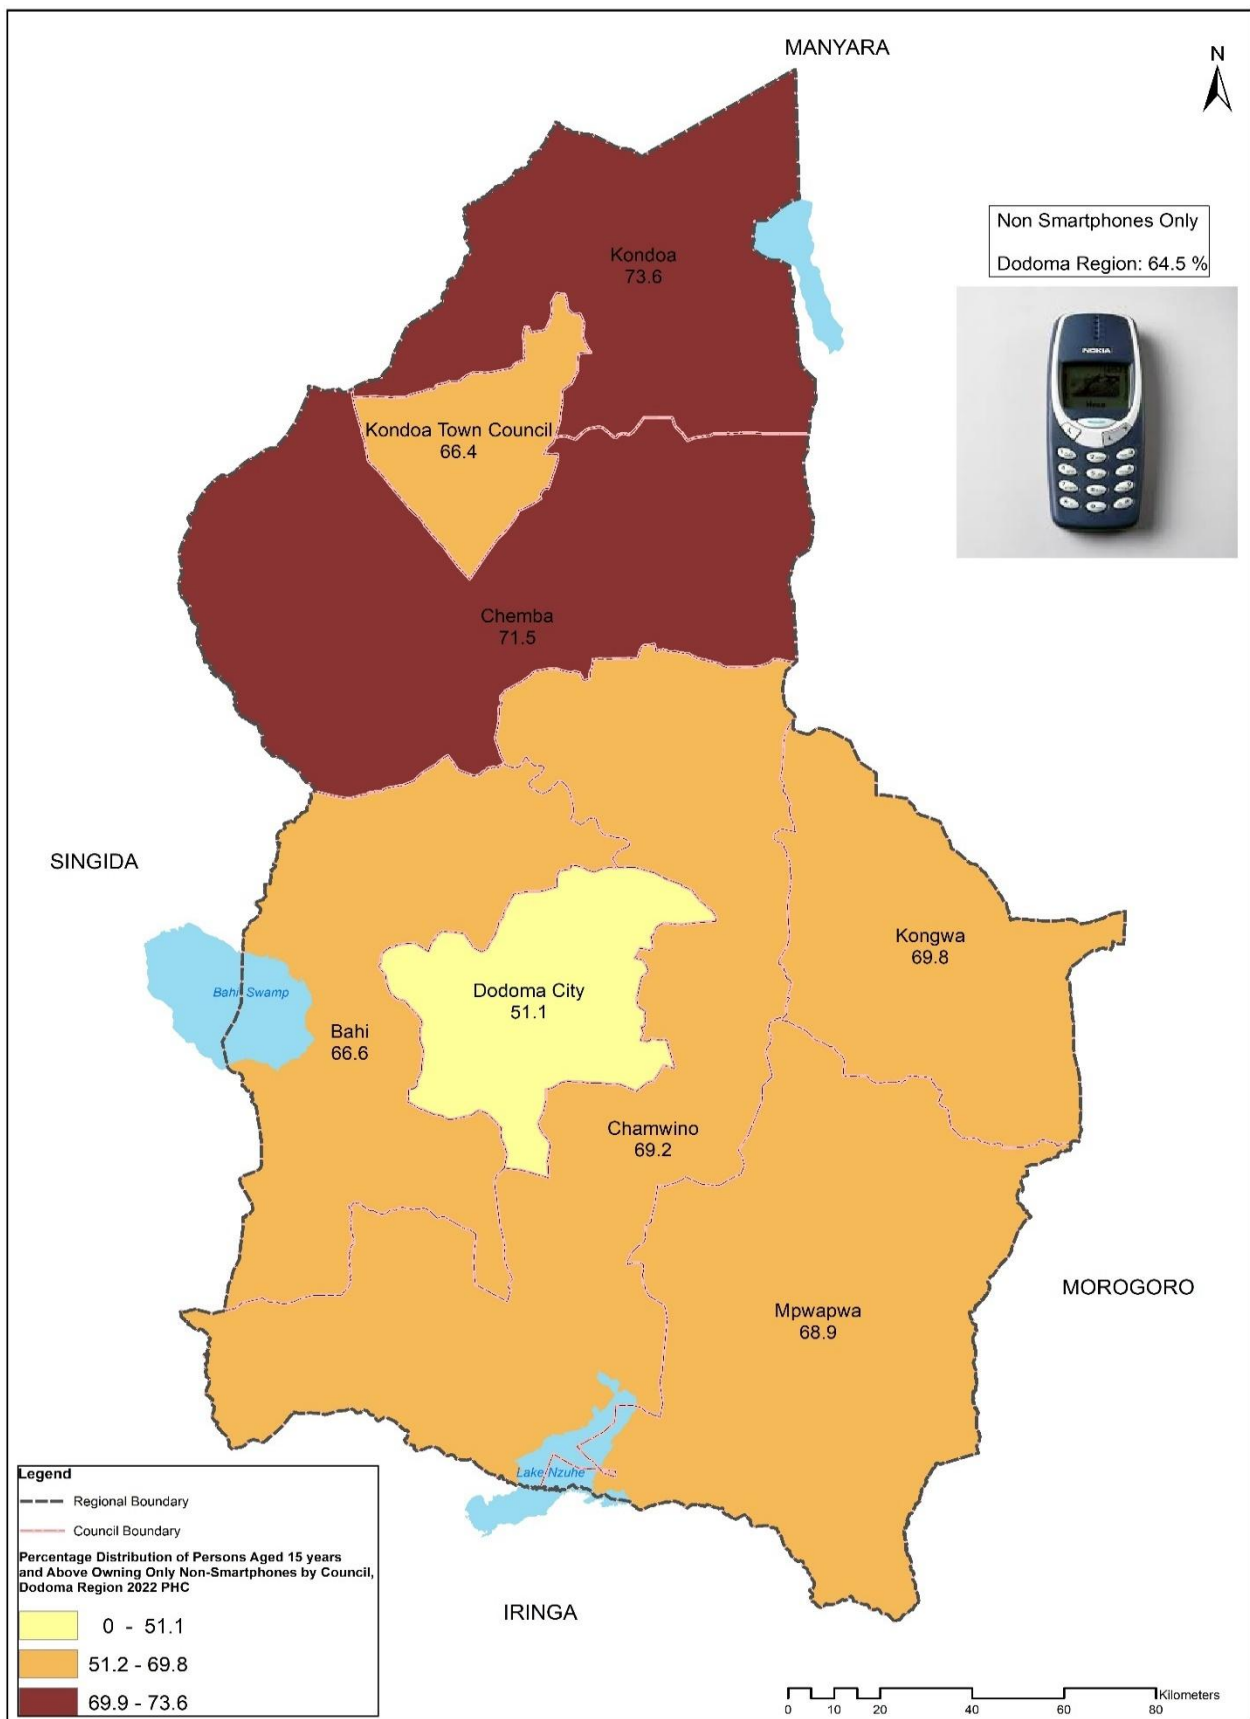 MANYARA
N
Non Smartphones Only
Dodoma Region: 64.5 %
NOKIA
Kondoa
73.6
Kondoa Town Council
66.4
Chemba
71.5
SINGIDA
Kongwa
69.8
Bahi Swamp
Dodoma City
51.1
Bahi
66.6
Chamwino
69.2
MOROGORO
Mpwapwa
68.9
Lake Nzuhe
IRINGA
Legend
Regional Boundary
Council Boundary
Percentage Distribution of Persons Aged 15 years
and Above Owning Only Non-Smartphones by Council,
Dodoma Region 2022 PHC
0 - 51.1
51.2 - 69.8
69.9 - 73.6
Kilometers
0 10 20 40 60 80